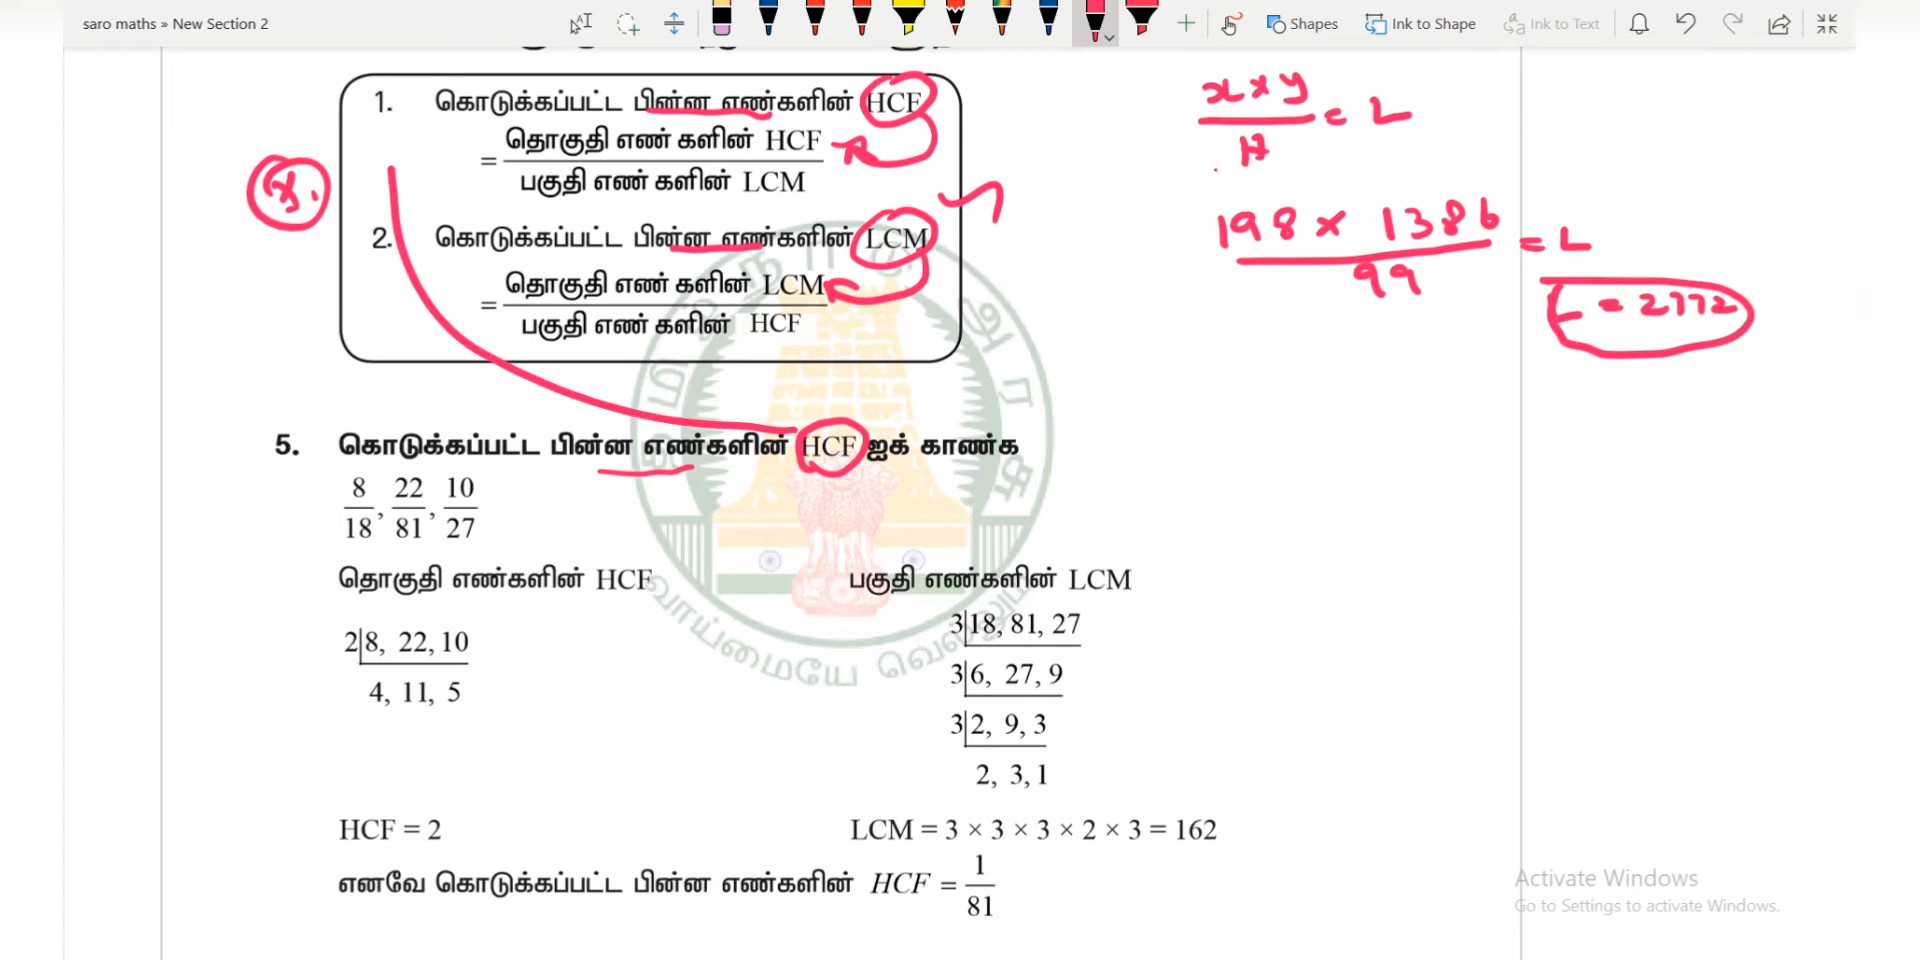 saro maths » New Section 2
Shapes
Ink to Shape
Ink to Text
1. கொடுக்கப்பட்ட பின்ன எண்களின் HCF
= தொகுதி எண் களின் HCF
பகுதி எண் களின் LCM
2. கொடுக்கப்பட்ட பின்ன எண்களின் LCM
= தொகுதி எண் களின் LCM
பகுதி எண் களின் HCF
x × y
H
= L
198 × 1386
99
= L
L = 2772
5. கொடுக்கப்பட்ட பின்ன எண்களின் HCF ஐக் காண்க
8/18, 22/81, 10/27
தொகுதி எண்களின் HCF
பகுதி எண்களின் LCM
2|8, 22, 10
4, 11, 5
3|18, 81, 27
3|6, 27, 9
3|2, 9, 3
2, 3, 1
HCF = 2
LCM = 3 × 3 × 3 × 2 × 3 = 162
எனவே கொடுக்கப்பட்ட பின்ன எண்களின் HCF = 1/81
வாய்மையே வெல்லும்
Activate Windows
Go to Settings to activate Windows.